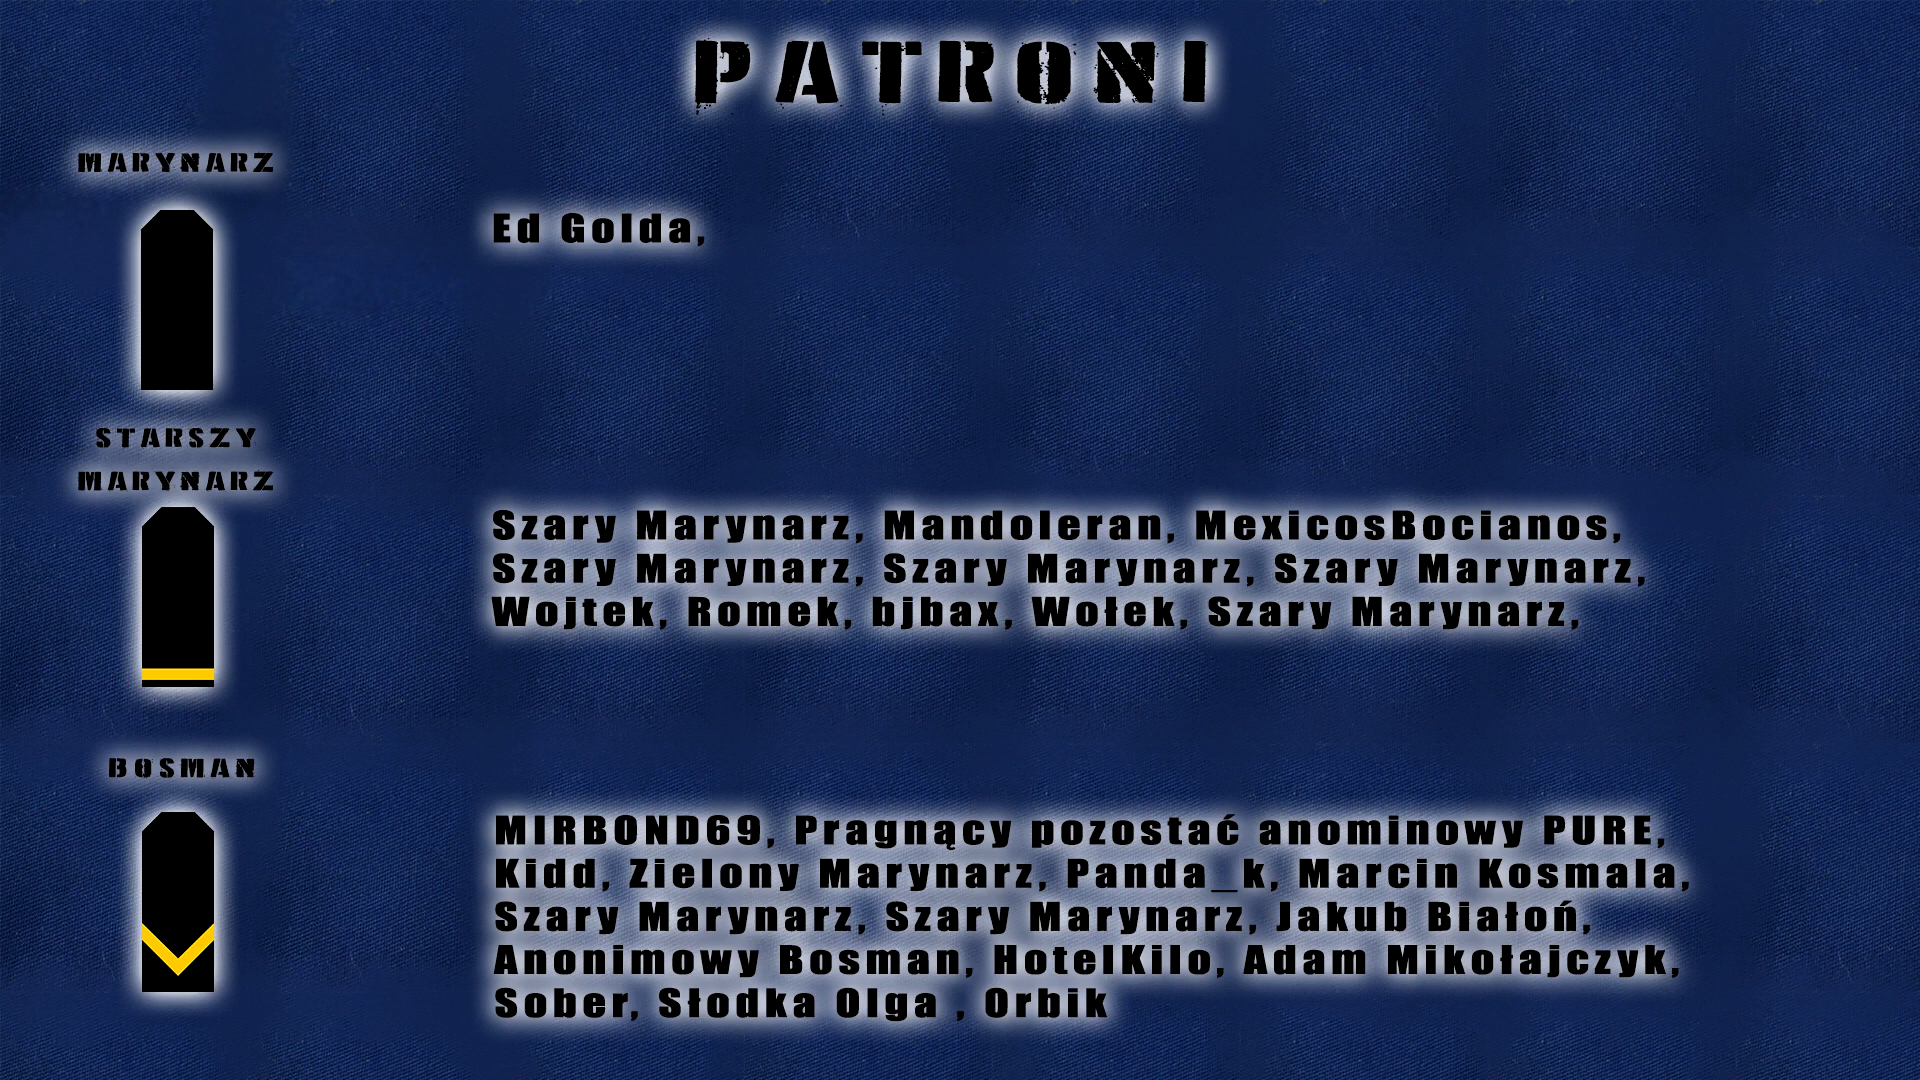 PATRONI
MARYNARZ
Ed Golda,
STARSZY
MARYNARZ
Szary Marynarz, Mandoleran, MexicosBocianos,
Szary Marynarz, Szary Marynarz, Szary Marynarz,
Wojtek, Romek, bjbax, Wołek, Szary Marynarz,
BOSMAN
MIRBOND69, Pragnący pozostać anominowy PURE,
Kidd, Zielony Marynarz, Panda_k, Marcin Kosmala,
Szary Marynarz, Szary Marynarz, Jakub Białoń,
Anonimowy Bosman, HotelKilo, Adam Mikołajczyk,
Sober, Słodka Olga , Orbik